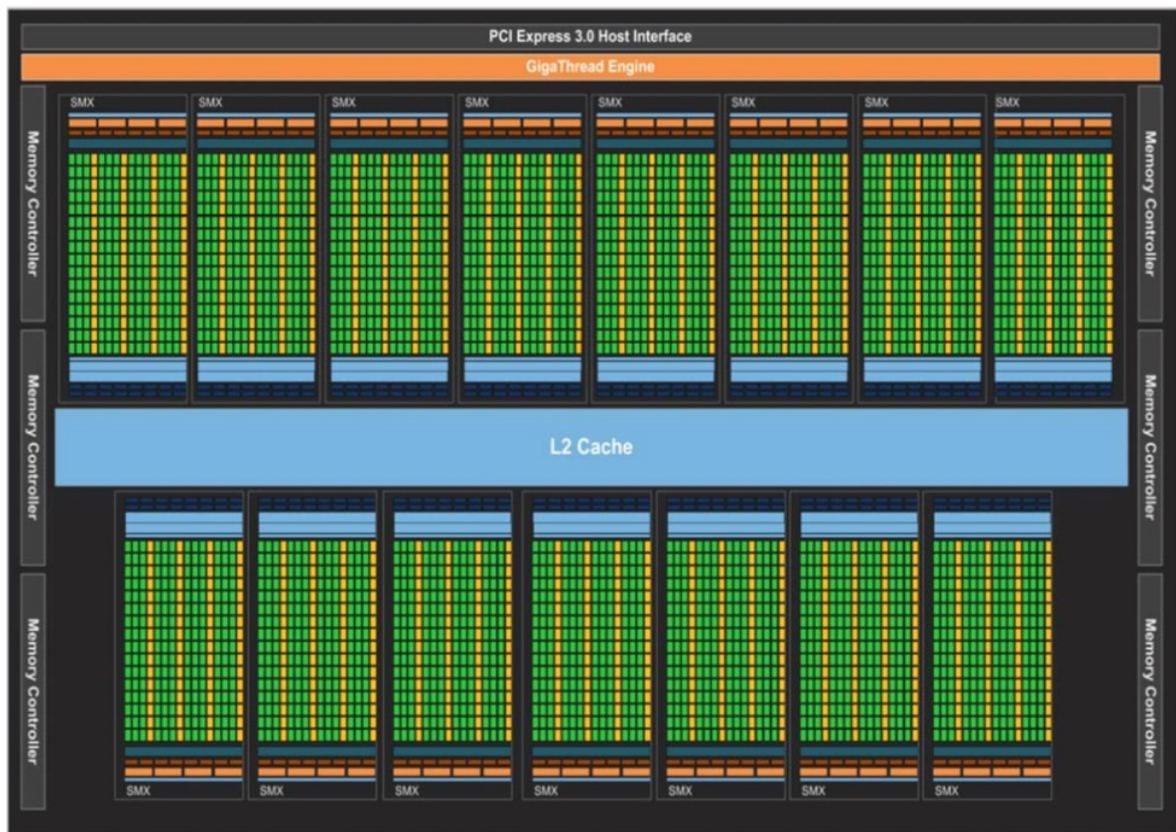 PCI Express 3.0 Host Interface
GigaThread Engine
SMX SMX SMX SMX SMX SMX SMX SMX
Memory Controller
Memory Controller
Memory Controller
Memory Controller
Memory Controller
Memory Controller
L2 Cache
SMX SMX SMX SMX SMX SMX SMX